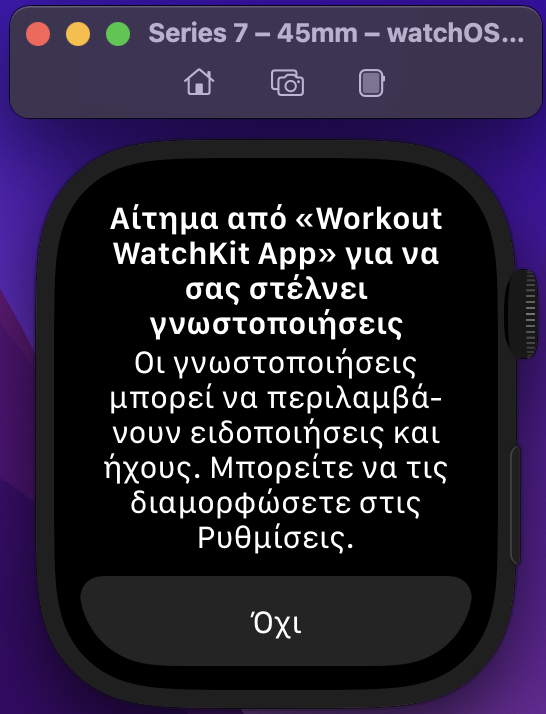 Series 7 – 45mm – watchOS...
Αίτημα από «Workout
WatchKit App» για να
σας στέλνει
γνωστοποιήσεις
Οι γνωστοποιήσεις
μπορεί να περιλαμβά-
νουν ειδοποιήσεις και
ήχους. Μπορείτε να τις
διαμορφώσετε στις
Ρυθμίσεις.
Όχι